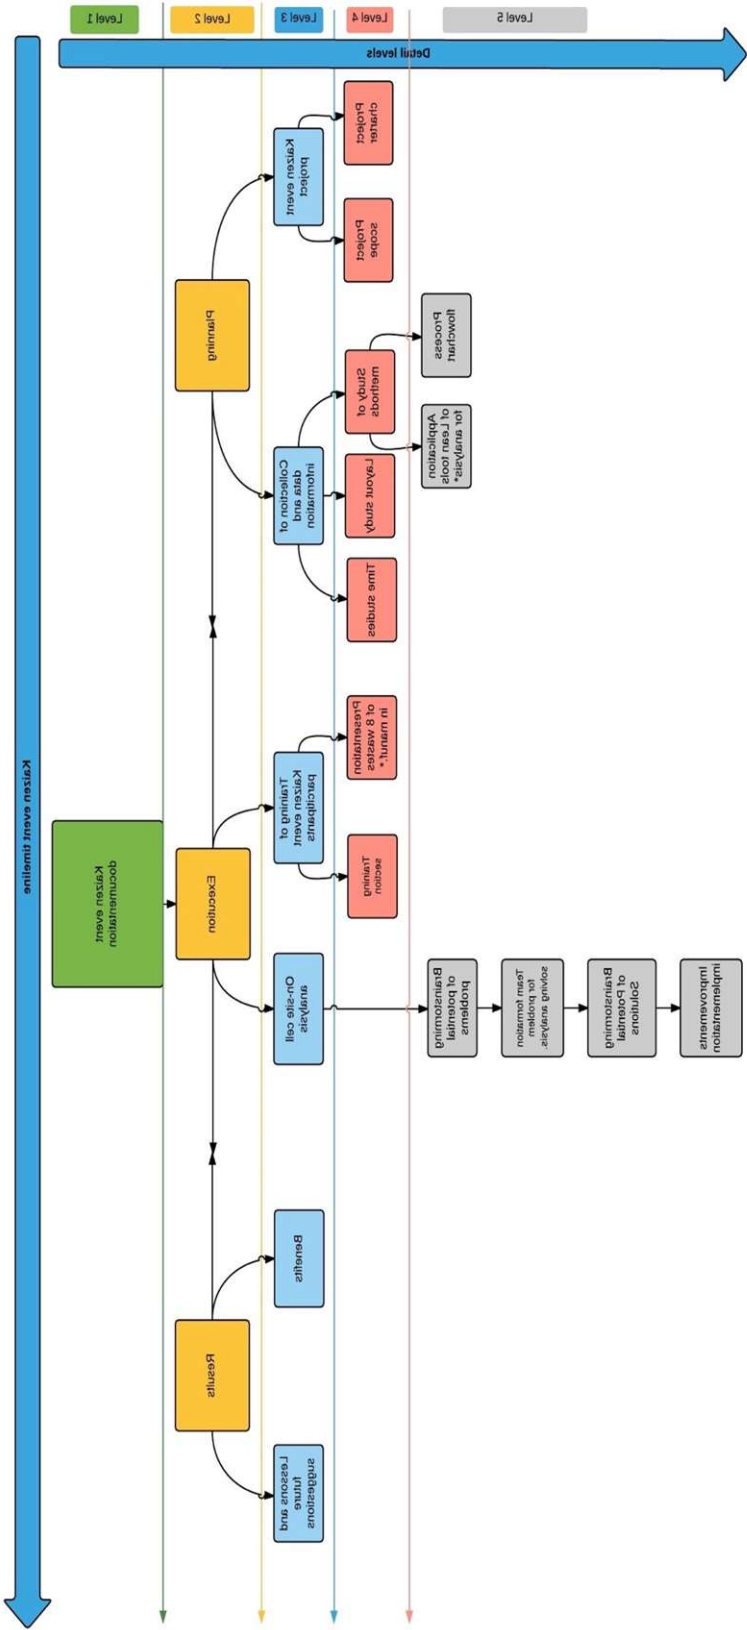 Level 1
Level 2
Level 3
Level 4
Level 5
Detail levels
Kaizen event timeline
Kaizen event
documentation
Planning
Execution
Results
Kaizen event
project
Collection of
data and
information
Training of
Kaizen event
participants
On-site cell
analysis
Benefits
Lessons and
future
suggestions
Project
charter
Project
scope
Study of
methods
Layout study
Time studies
Presentation
of 8 wastes
in manuf.*
Training
section
Process
flowchart
Application
of Lean tools
for analysis*
Brainstorming
of potential
problems
Team formation
for problem
solving analysis.
Brainstorming
of Potential
Solutions
Improvements
implementation